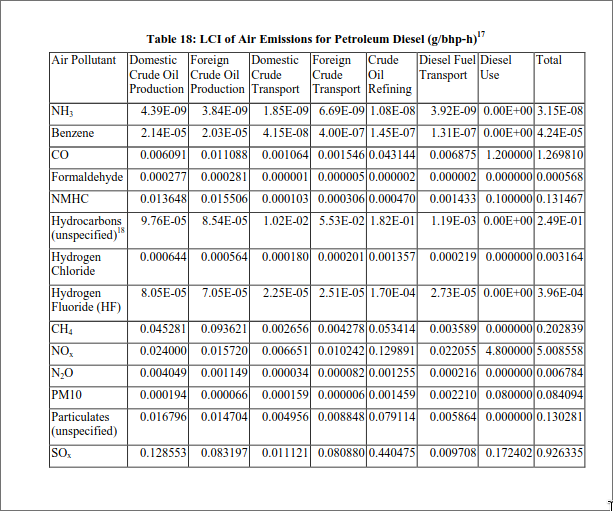 Table 18: LCI of Air Emissions for Petroleum Diesel (g/bhp-h)17
Air Pollutant Domestic Crude Oil Production Foreign Crude Oil Production Domestic Crude Transport Foreign Crude Transport Crude Oil Refining Diesel Fuel Transport Diesel Use Total
NH3 4.39E-09 3.84E-09 1.85E-09 6.69E-09 1.08E-08 3.92E-09 0.00E+00 3.15E-08
Benzene 2.14E-05 2.03E-05 4.15E-08 4.00E-07 1.45E-07 1.31E-07 0.00E+00 4.24E-05
CO 0.006091 0.011088 0.001064 0.001546 0.043144 0.006875 1.200000 1.269810
Formaldehyde 0.000277 0.000281 0.000001 0.000005 0.000002 0.000002 0.000000 0.000568
NMHC 0.013648 0.015506 0.000103 0.000306 0.000470 0.001433 0.100000 0.131467
Hydrocarbons (unspecified)18 9.76E-05 8.54E-05 1.02E-02 5.53E-02 1.82E-01 1.19E-03 0.00E+00 2.49E-01
Hydrogen Chloride 0.000644 0.000564 0.000180 0.000201 0.001357 0.000219 0.000000 0.003164
Hydrogen Fluoride (HF) 8.05E-05 7.05E-05 2.25E-05 2.51E-05 1.70E-04 2.73E-05 0.00E+00 3.96E-04
CH4 0.045281 0.093621 0.002656 0.004278 0.053414 0.003589 0.000000 0.202839
NOx 0.024000 0.015720 0.006651 0.010242 0.129891 0.022055 4.800000 5.008558
N2O 0.004049 0.001149 0.000034 0.000082 0.001255 0.000216 0.000000 0.006784
PM10 0.000194 0.000066 0.000159 0.000006 0.001459 0.002210 0.080000 0.084094
Particulates (unspecified) 0.016796 0.014704 0.004956 0.008848 0.079114 0.005864 0.000000 0.130281
SOx 0.128553 0.083197 0.011121 0.080880 0.440475 0.009708 0.172402 0.926335